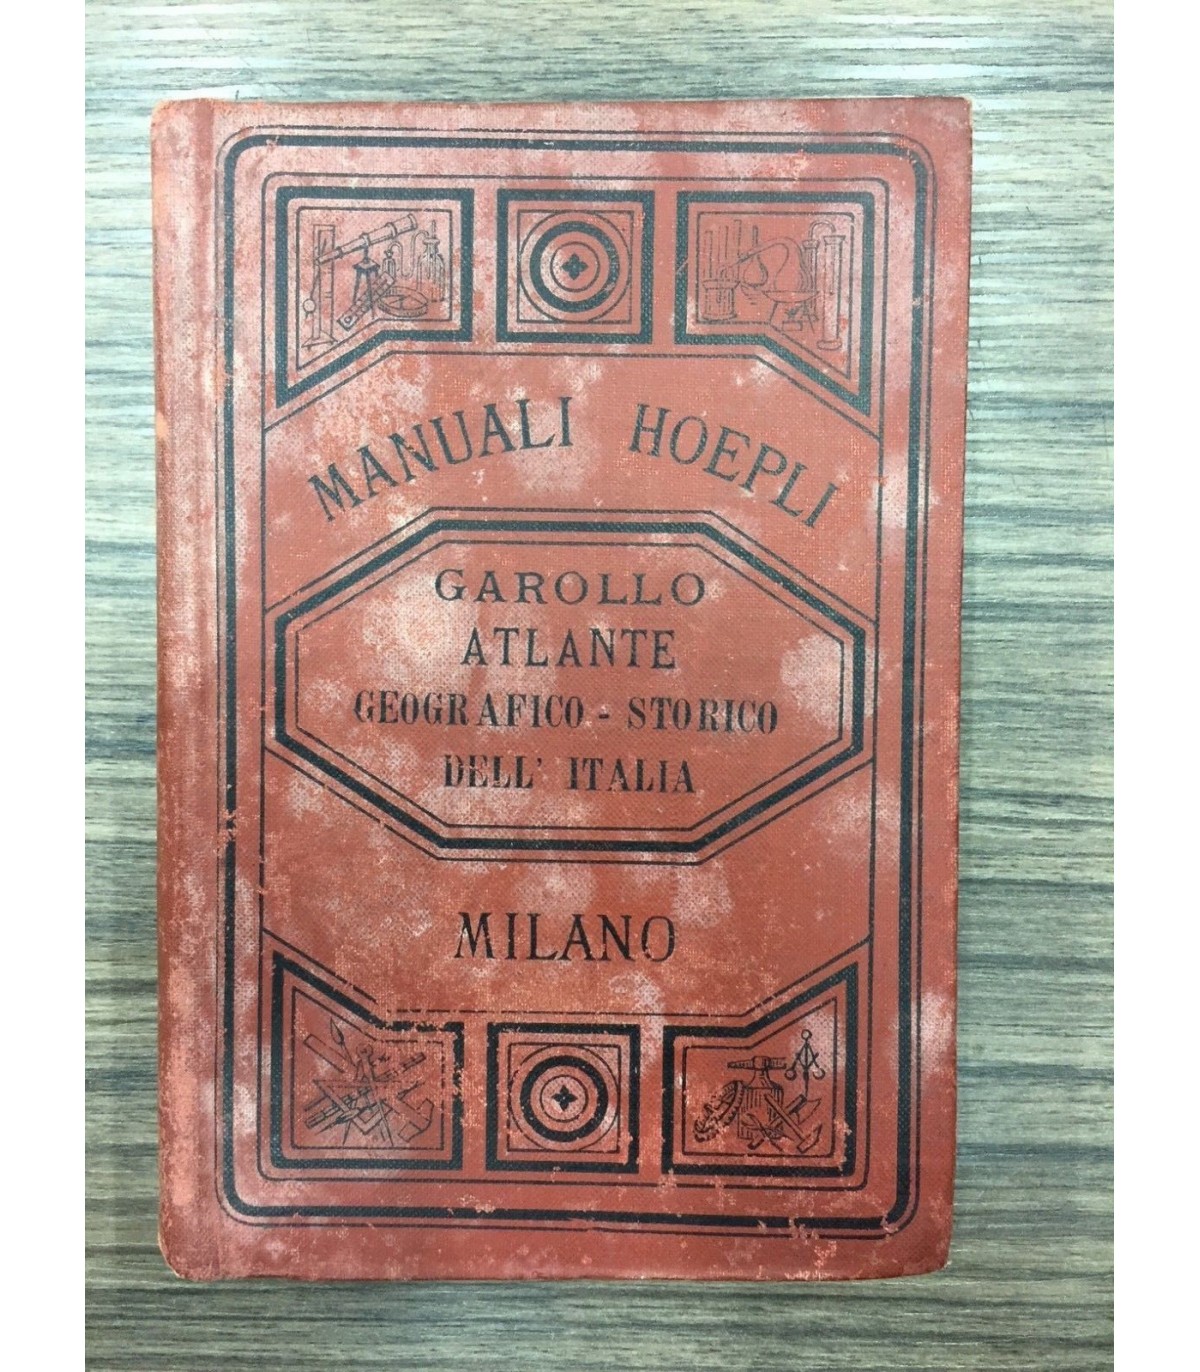 MANUALI HOEPLI
GAROLLO
ATLANTE
GEOGRAFICO - STORICO
DELL' ITALIA
MILANO